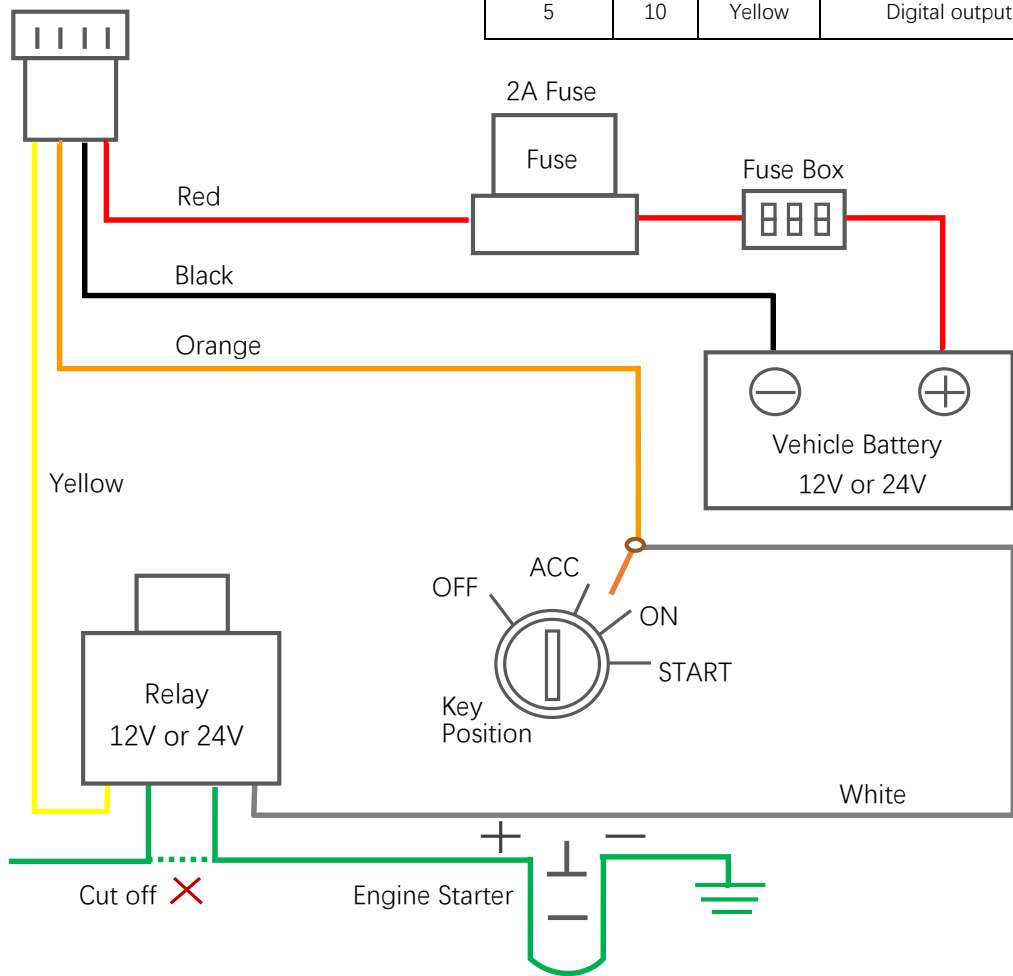 5 10 Yellow Digital output
2A Fuse
Fuse
Fuse Box
Red
Black
Orange
Vehicle Battery
12V or 24V
Yellow
ACC
OFF
ON
START
Relay
12V or 24V
Key
Position
White
Cut off
Engine Starter